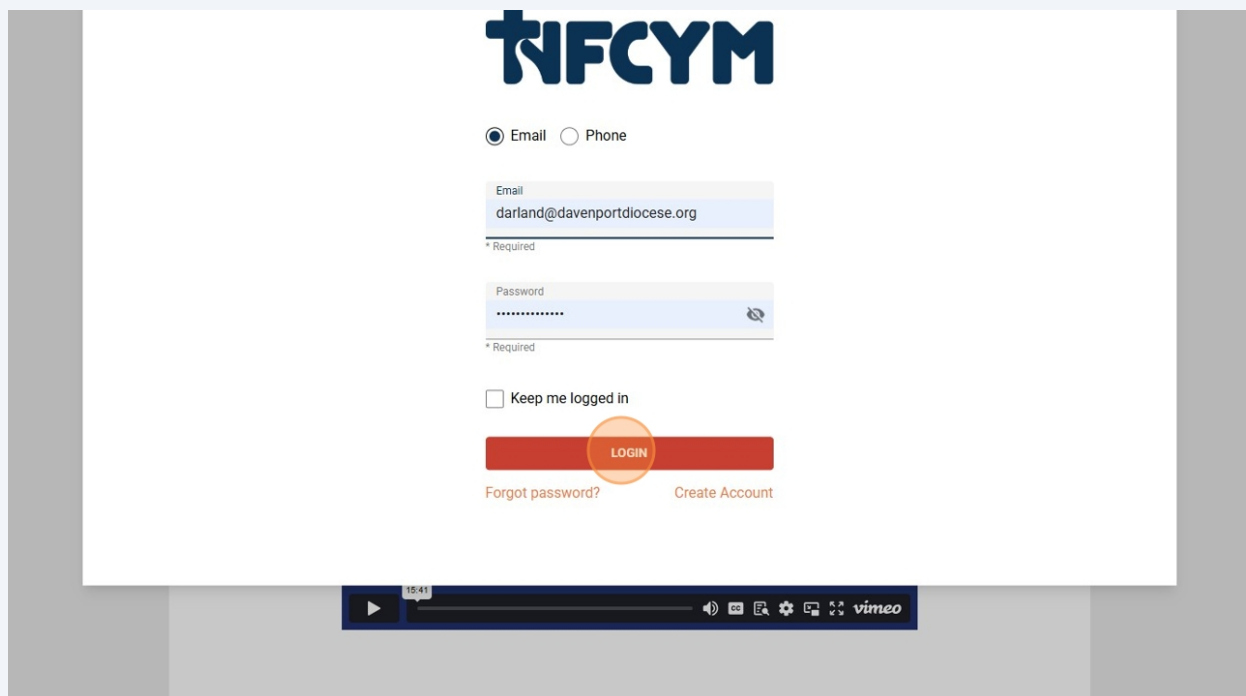 NFCYM
Email Phone
Email
darland@davenportdiocese.org
* Required
Password
••••••••••••••
* Required
Keep me logged in
LOGIN
Forgot password? Create Account
15:41
CC vimeo